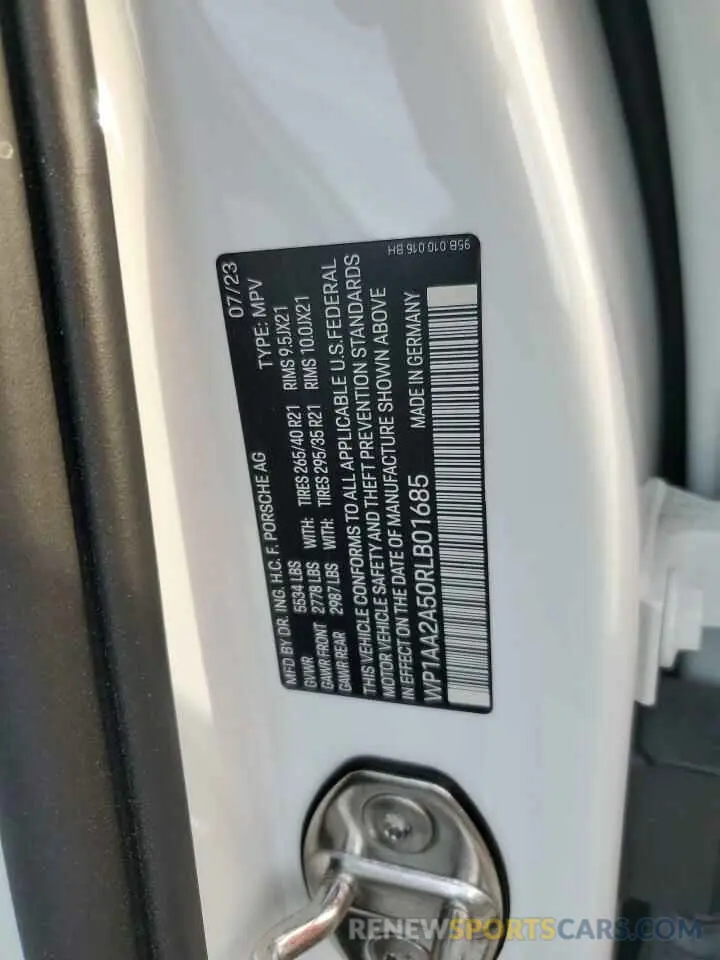 07/23
TYPE: MPV
MFD BY DR. ING. H.C. F. PORSCHE AG
GVWR 5534 LBS
GAWR FRONT 2778 LBS WITH: TIRES 265/40 R21 RIMS 9.5JX21
GAWR REAR 2987 LBS WITH: TIRES 295/35 R21 RIMS 10.0JX21
THIS VEHICLE CONFORMS TO ALL APPLICABLE U.S. FEDERAL
MOTOR VEHICLE SAFETY AND THEFT PREVENTION STANDARDS
IN EFFECT ON THE DATE OF MANUFACTURE SHOWN ABOVE
WP1AA2A50RLB01685 MADE IN GERMANY
95B 010 016 BH
RENEWSPORTSCARS.COM